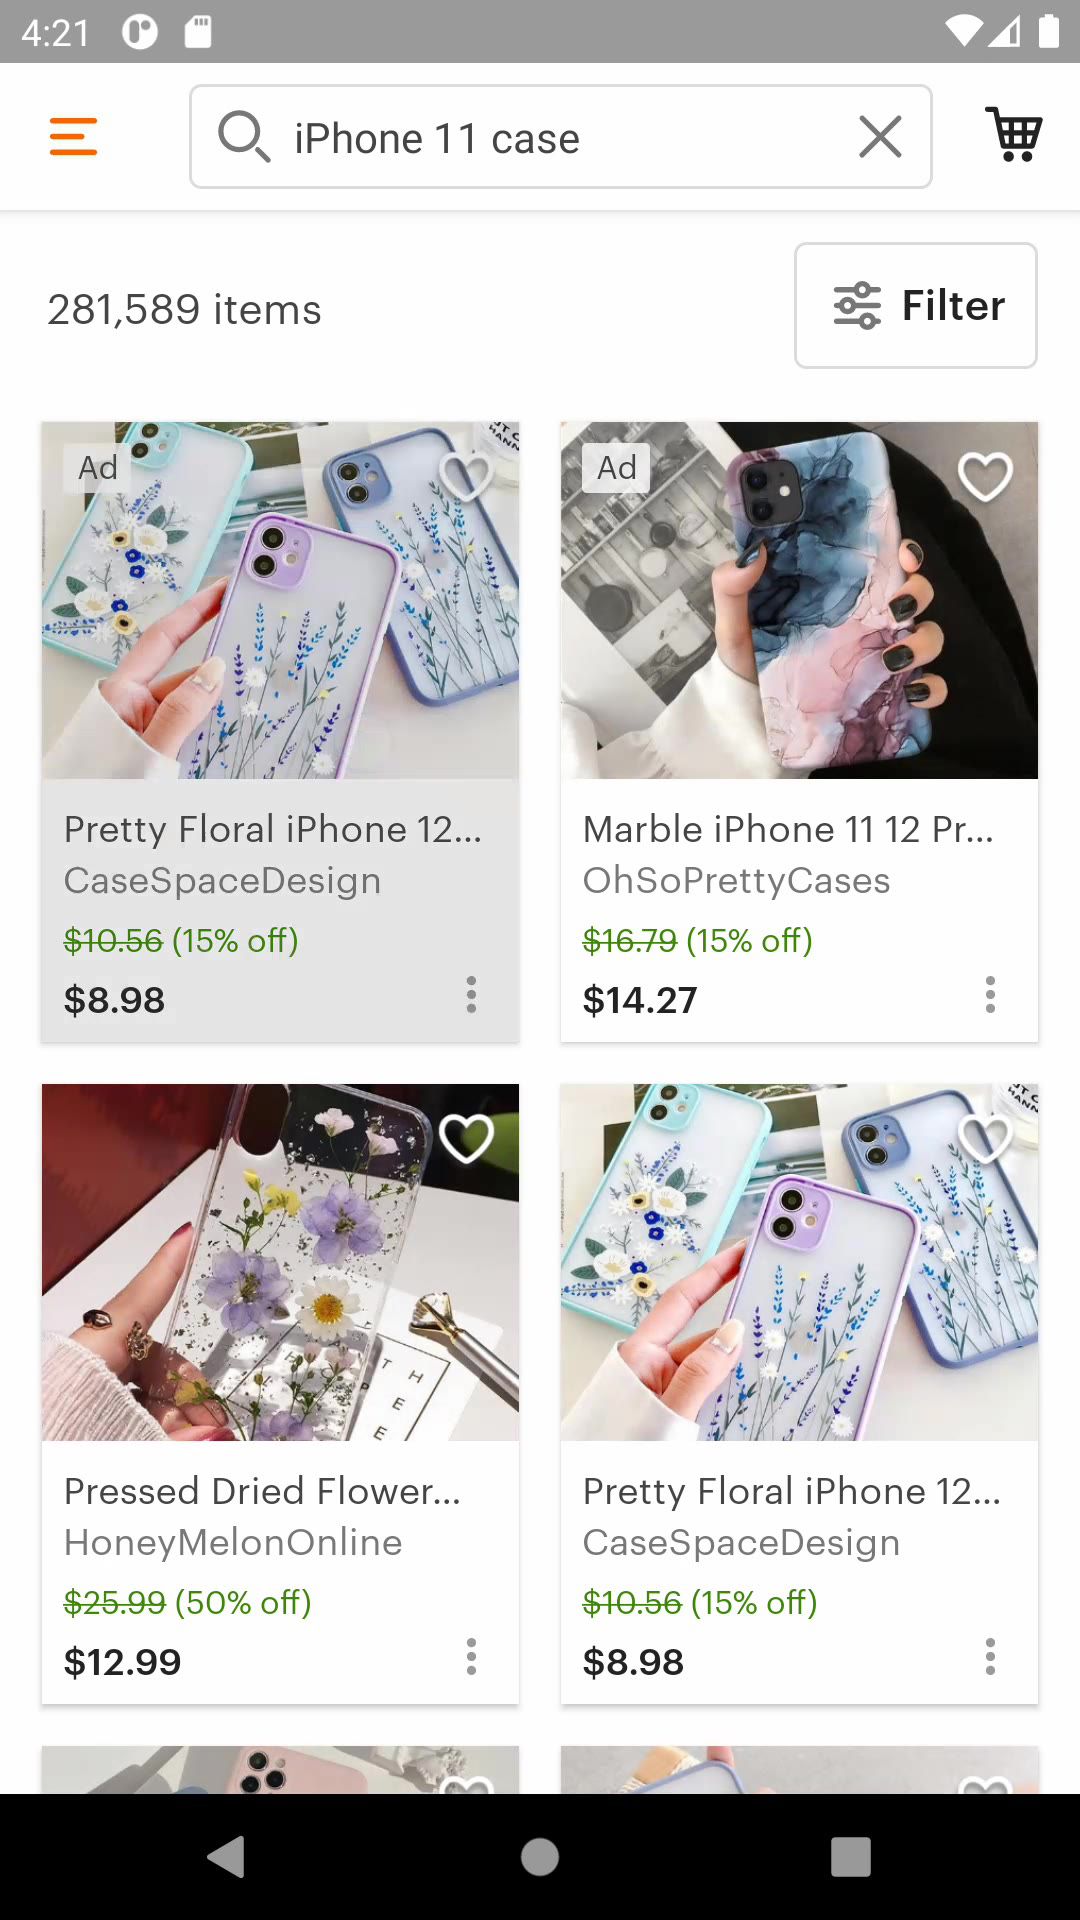 4:21
iPhone 11 case
281,589 items
Filter
Ad
Ad
Pretty Floral iPhone 12...
CaseSpaceDesign
$10.56 (15% off)
$8.98
Marble iPhone 11 12 Pr...
OhSoPrettyCases
$16.79 (15% off)
$14.27
THEE
Pressed Dried Flower...
HoneyMelonOnline
$25.99 (50% off)
$12.99
Pretty Floral iPhone 12...
CaseSpaceDesign
$10.56 (15% off)
$8.98